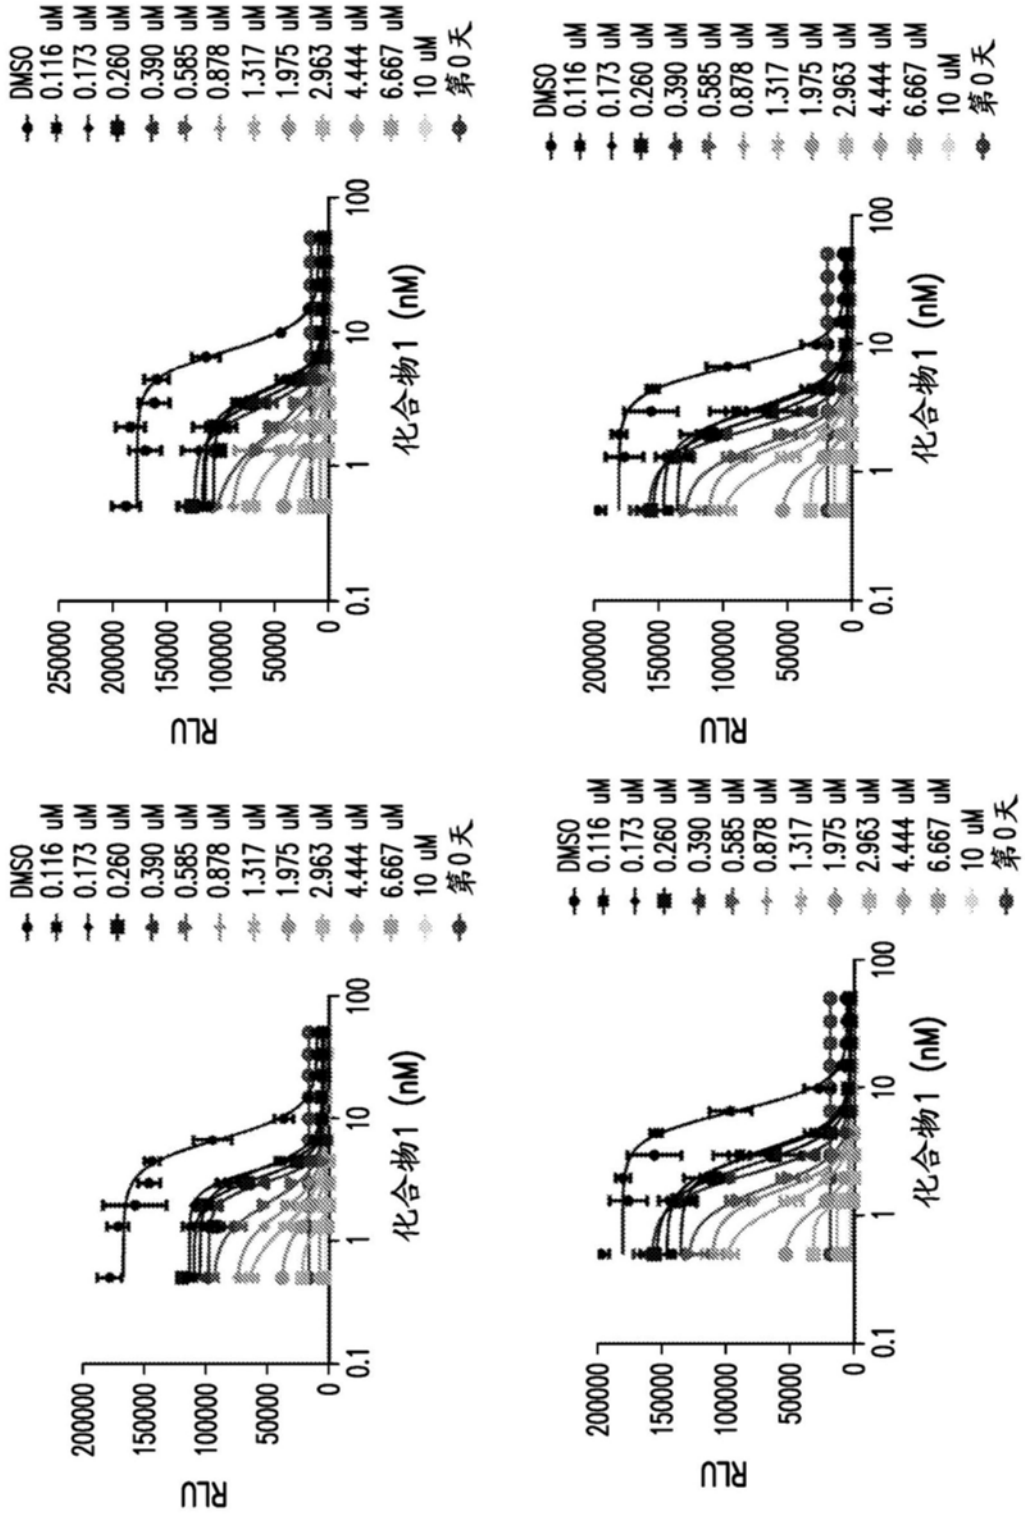 RLU
200000
150000
100000
50000
0
0.1
1
10
100
化合物1 (nM)
DMSO
0.116 uM
0.173 uM
0.260 uM
0.390 uM
0.585 uM
0.878 uM
1.317 uM
1.975 uM
2.963 uM
4.444 uM
6.667 uM
10 uM
第0天
RLU
250000
200000
150000
100000
50000
0
0.1
1
10
100
化合物1 (nM)
DMSO
0.116 uM
0.173 uM
0.260 uM
0.390 uM
0.585 uM
0.878 uM
1.317 uM
1.975 uM
2.963 uM
4.444 uM
6.667 uM
10 uM
第0天
RLU
200000
150000
100000
50000
0
0.1
1
10
100
化合物1 (nM)
DMSO
0.116 uM
0.173 uM
0.260 uM
0.390 uM
0.585 uM
0.878 uM
1.317 uM
1.975 uM
2.963 uM
4.444 uM
6.667 uM
10 uM
第0天
RLU
200000
150000
100000
50000
0
0.1
1
10
100
化合物1 (nM)
DMSO
0.116 uM
0.173 uM
0.260 uM
0.390 uM
0.585 uM
0.878 uM
1.317 uM
1.975 uM
2.963 uM
4.444 uM
6.667 uM
10 uM
第0天